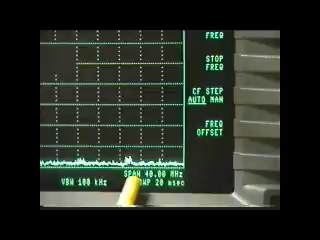 FREQ
STOP
FREQ
CF STEP
AUTO MAN
FREQ
OFFSET
SPAN 40.00 MHz
VBW 100 kHz
SWP 20 msec